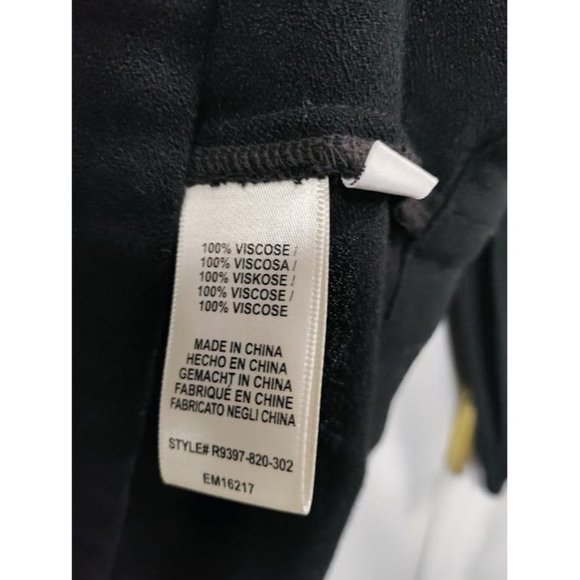 100% VISCOSE /
100% VISCOSA /
100% VISKOSE /
100% VISCOSE /
100% VISCOSE
MADE IN CHINA
HECHO EN CHINA
GEMACHT IN CHINA
FABRIQUÉ EN CHINE
FABRICATO NEGLI CHINA
STYLE# R9397-820-302
EM16217